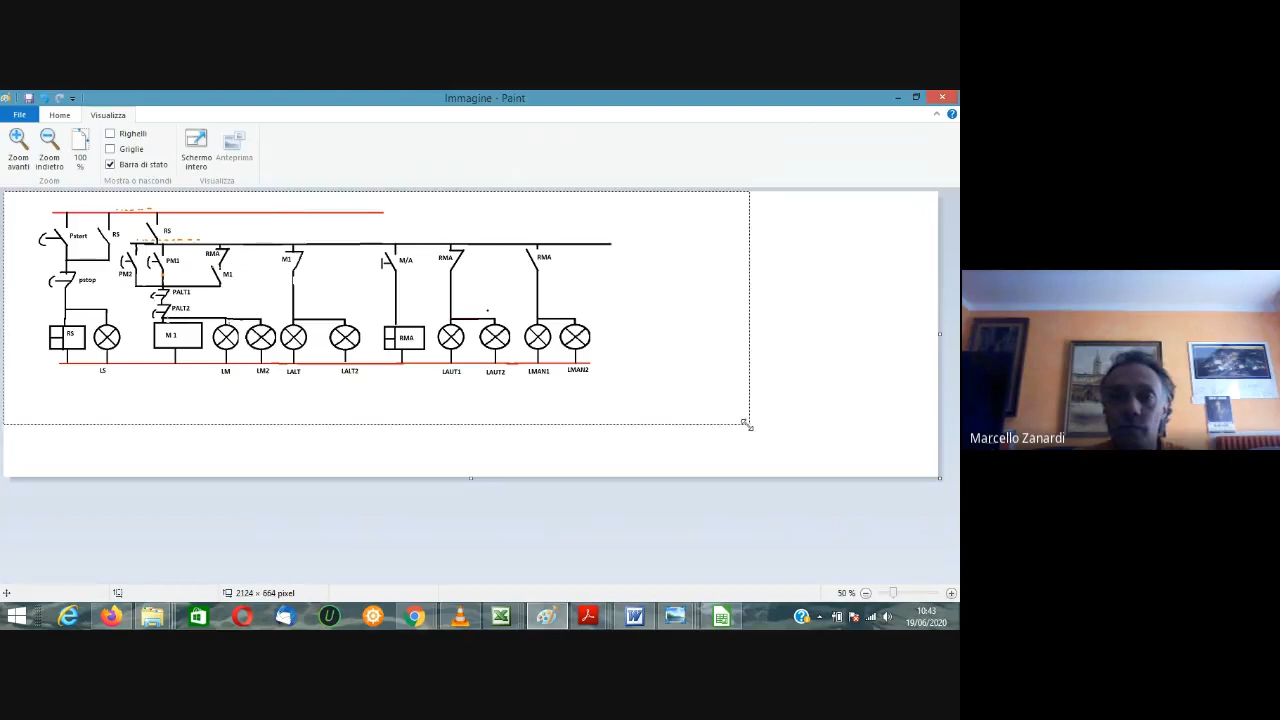 Immagine - Paint
File Home Visualizza
Zoom avanti
Zoom indietro
100 %
Righelli
Griglie
Barra di stato
Schermo intero
Anteprima
Zoom
Mostra o nascondi
Visualizza
Pstart
RS
RS
PM2
PM1
RMA
M1
M1
M/A
RMA
RMA
pstop
PALT1
PALT2
RS
M 1
RMA
LS
LM
LM2
LALT
LALT2
LAUT1
LAUT2
LMAN1
LMAN2
Marcello Zanardi
2124 × 664 pixel
50 %
10:43
19/06/2020